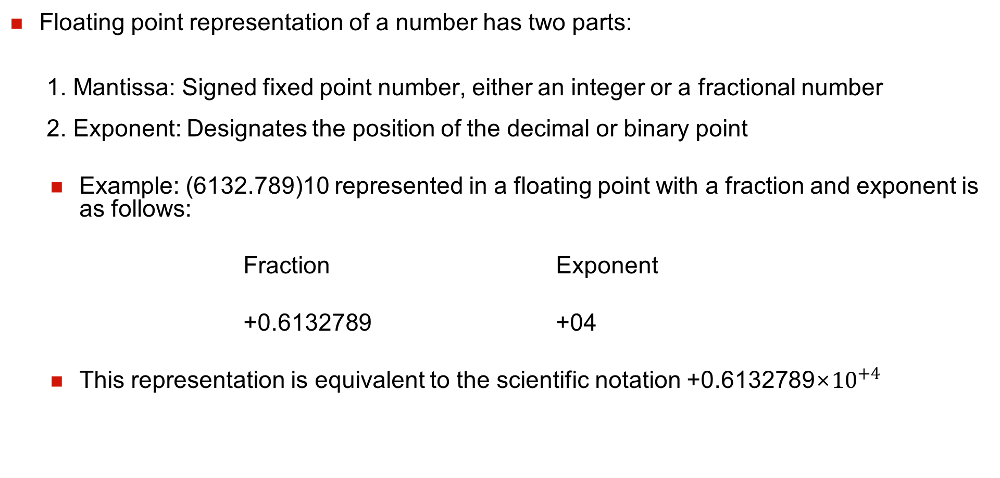 Floating point representation of a number has two parts:
1. Mantissa: Signed fixed point number, either an integer or a fractional number
2. Exponent: Designates the position of the decimal or binary point
Example: (6132.789)10 represented in a floating point with a fraction and exponent is
as follows:
Fraction Exponent
+0.6132789 +04
This representation is equivalent to the scientific notation +0.6132789×10⁺⁴